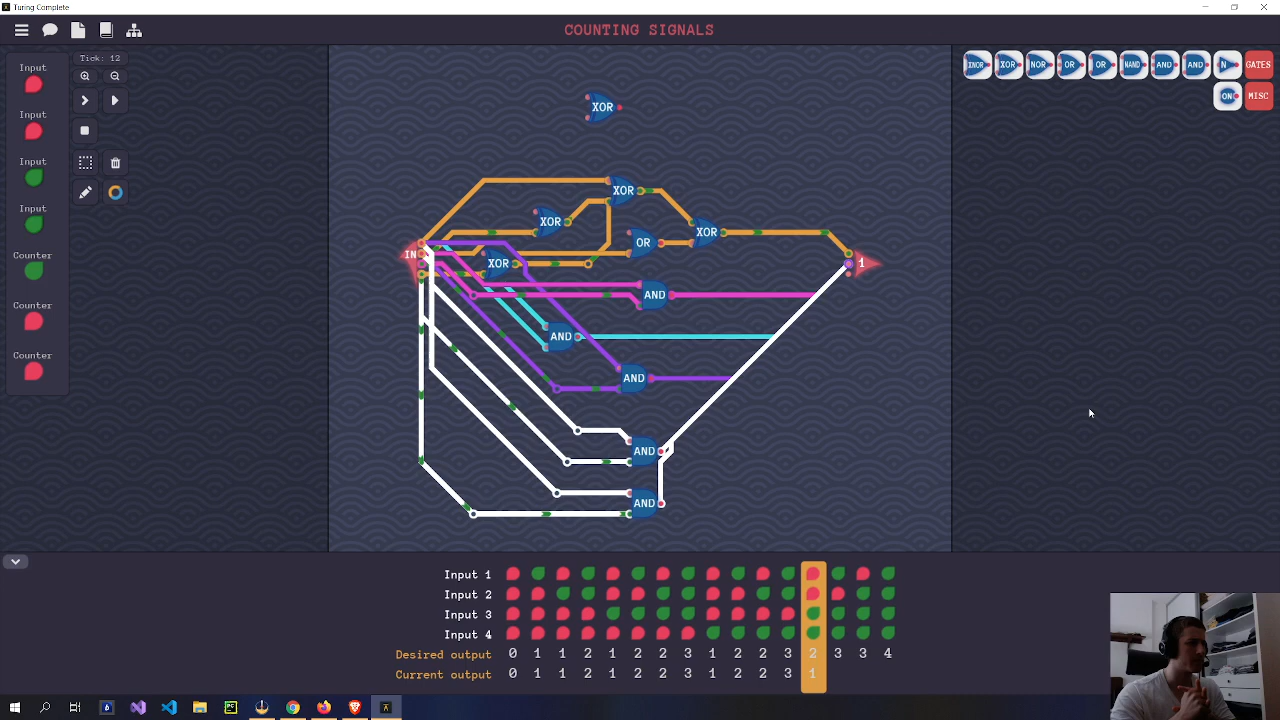 Turing Complete
COUNTING SIGNALS
Tick: 12
Input
Input
Input
Input
Counter
Counter
Counter
XNOR XOR NOR OR OR NAND AND AND N GATES
ON MISC
XOR
XOR
XOR
XOR
OR
IN
XOR
1
AND
AND
AND
AND
AND
Input 1
Input 2
Input 3
Input 4
Desired output 0 1 1 2 1 2 2 3 1 2 2 3 2 3 3 4
Current output 0 1 1 2 1 2 2 3 1 2 2 3 1